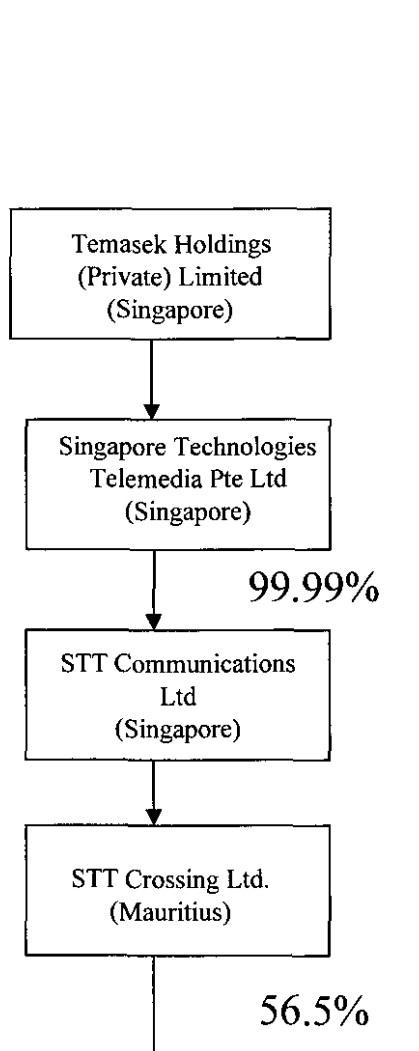 Temasek Holdings
(Private) Limited
(Singapore)
Singapore Technologies
Telemedia Pte Ltd
(Singapore)
99.99%
STT Communications
Ltd
(Singapore)
STT Crossing Ltd.
(Mauritius)
56.5%